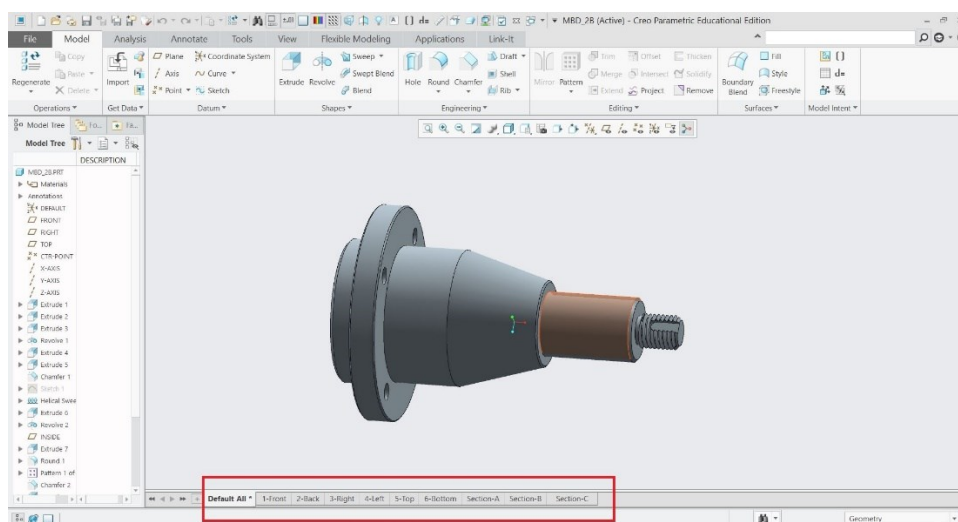 MBD_2B (Active) - Creo Parametric Educational Edition
File Model Analysis Annotate Tools View Flexible Modeling Applications Link-It
Regenerate
Copy
Paste
Delete
Import
Plane
Axis
Point
Coordinate System
Curve
Sketch
Extrude
Revolve
Sweep
Swept Blend
Blend
Hole
Round
Chamfer
Draft
Shell
Rib
Mirror
Pattern
Trim
Offset
Thicken
Merge
Intersect
Solidify
Extend
Project
Remove
Boundary Blend
Fill
Style
Freestyle
d=
Operations Get Data Datum Shapes Engineering Editing Surfaces Model Intent
Model Tree Fo... Fa...
Model Tree
DESCRIPTION
MBD_2B.PRT
Materials
Annotations
DEFAULT
FRONT
RIGHT
TOP
CTR-POINT
X-AXIS
Y-AXIS
Z-AXIS
Extrude 1
Extrude 2
Extrude 3
Revolve 1
Extrude 4
Extrude 5
Chamfer 1
Sketch 1
Helical Swee
Extrude 6
Revolve 2
INSIDE
Extrude 7
Round 1
Pattern 1 of
Chamfer 2
Default All * 1-Front 2-Back 3-Right 4-Left 5-Top 6-Bottom Section-A Section-B Section-C
Geometry